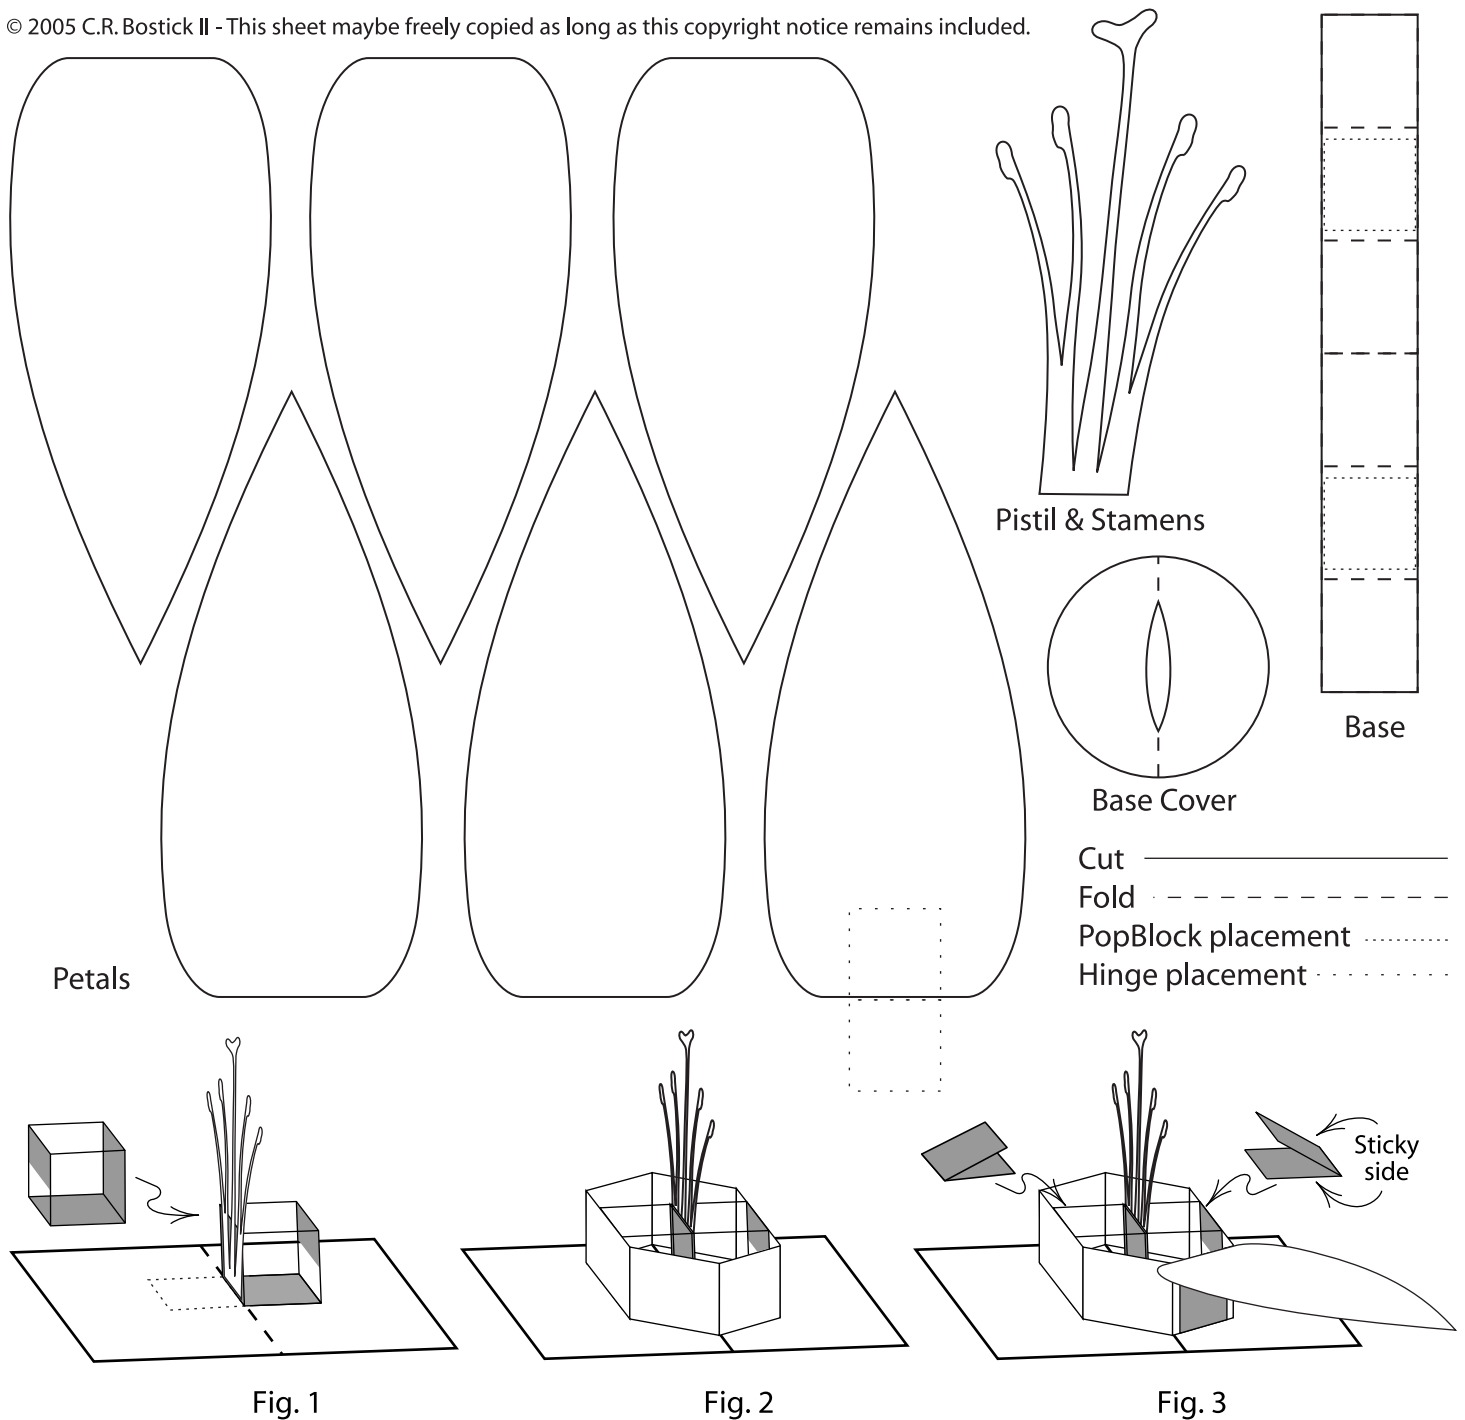 © 2005 C.R. Bostick II - This sheet maybe freely copied as long as this copyright notice remains included.
Pistil & Stamens
Base
Base Cover
Cut
Fold
PopBlock placement
Hinge placement
Petals
Sticky
side
Fig. 1
Fig. 2
Fig. 3